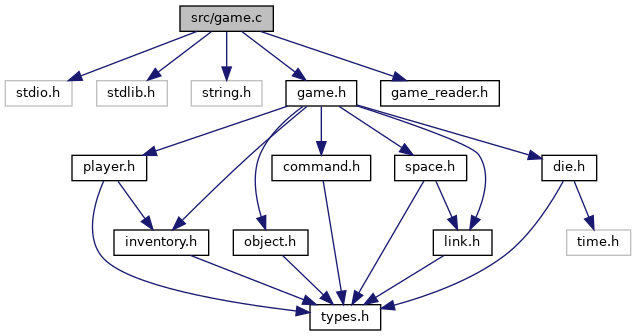 src/game.c
stdio.h
stdlib.h
string.h
game.h
game_reader.h
player.h
command.h
space.h
die.h
inventory.h
object.h
link.h
time.h
types.h